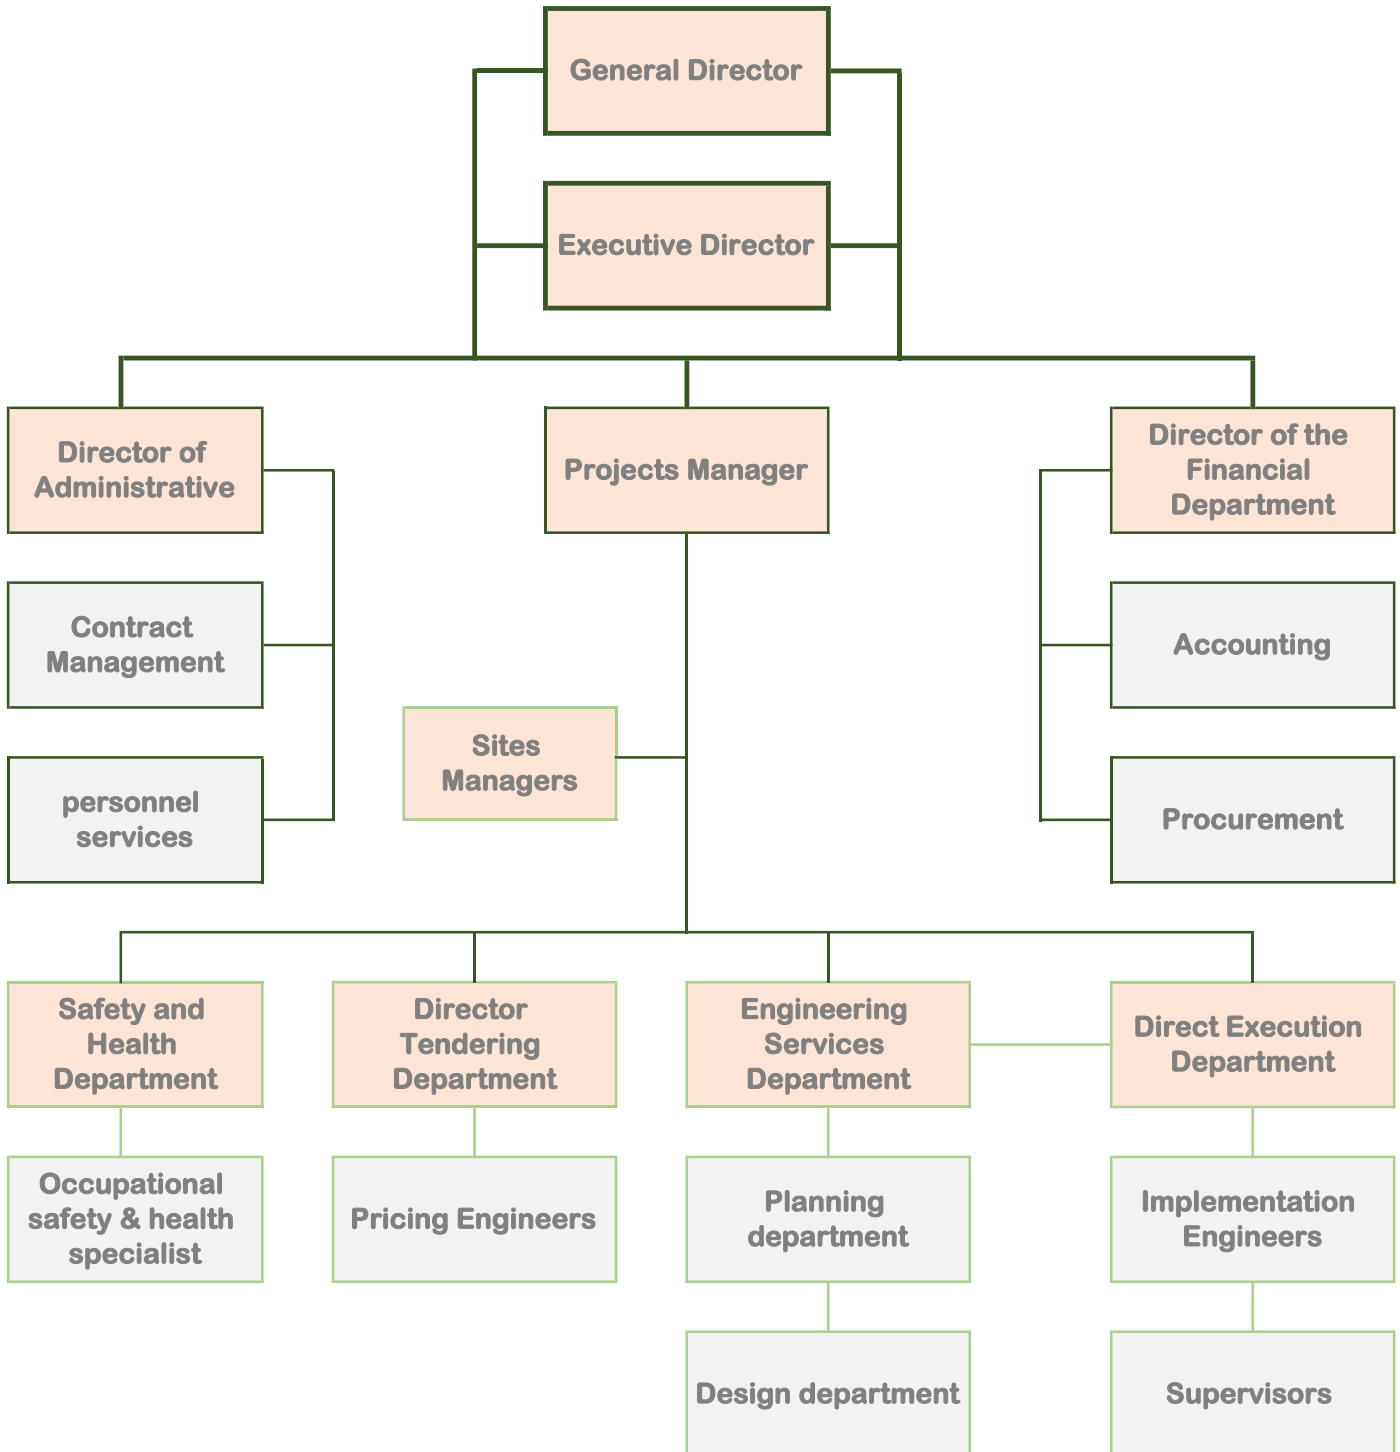 General Director
Executive Director
Director of
Administrative
Projects Manager
Director of the
Financial
Department
Contract
Management
Accounting
Sites
Managers
personnel
services
Procurement
Safety and
Health
Department
Director
Tendering
Department
Engineering
Services
Department
Direct Execution
Department
Occupational
safety & health
specialist
Pricing Engineers
Planning
department
Implementation
Engineers
Design department
Supervisors